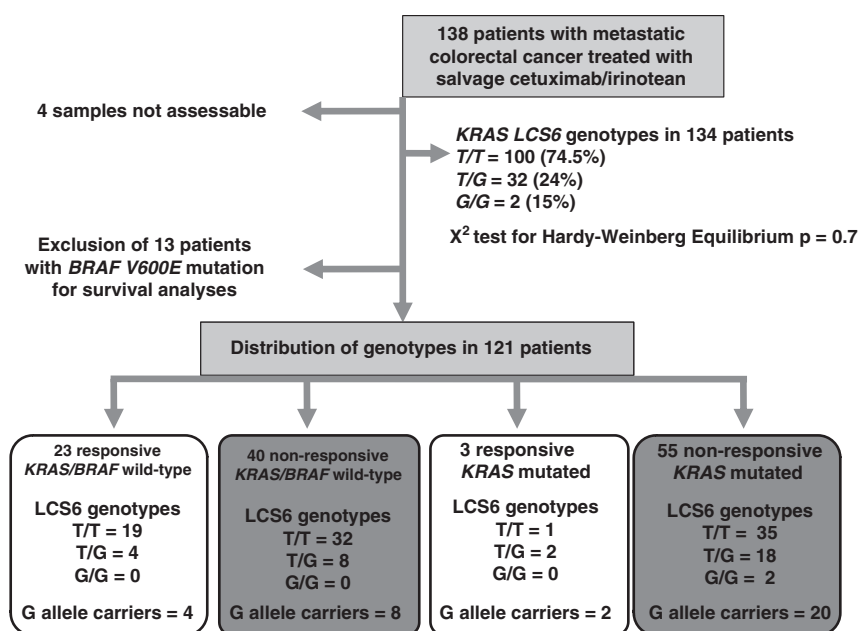 138 patients with metastatic
colorectal cancer treated with
salvage cetuximab/irinotean
4 samples not assessable
KRAS LCS6 genotypes in 134 patients
T/T = 100 (74.5%)
T/G = 32 (24%)
G/G = 2 (15%)
X² test for Hardy-Weinberg Equilibrium p = 0.7
Exclusion of 13 patients
with BRAF V600E mutation
for survival analyses
Distribution of genotypes in 121 patients
23 responsive
KRAS/BRAF wild-type
LCS6 genotypes
T/T = 19
T/G = 4
G/G = 0
G allele carriers = 4
40 non-responsive
KRAS/BRAF wild-type
LCS6 genotypes
T/T = 32
T/G = 8
G/G = 0
G allele carriers = 8
3 responsive
KRAS mutated
LCS6 genotypes
T/T = 1
T/G = 2
G/G = 0
G allele carriers = 2
55 non-responsive
KRAS mutated
LCS6 genotypes
T/T = 35
T/G = 18
G/G = 2
G allele carriers = 20